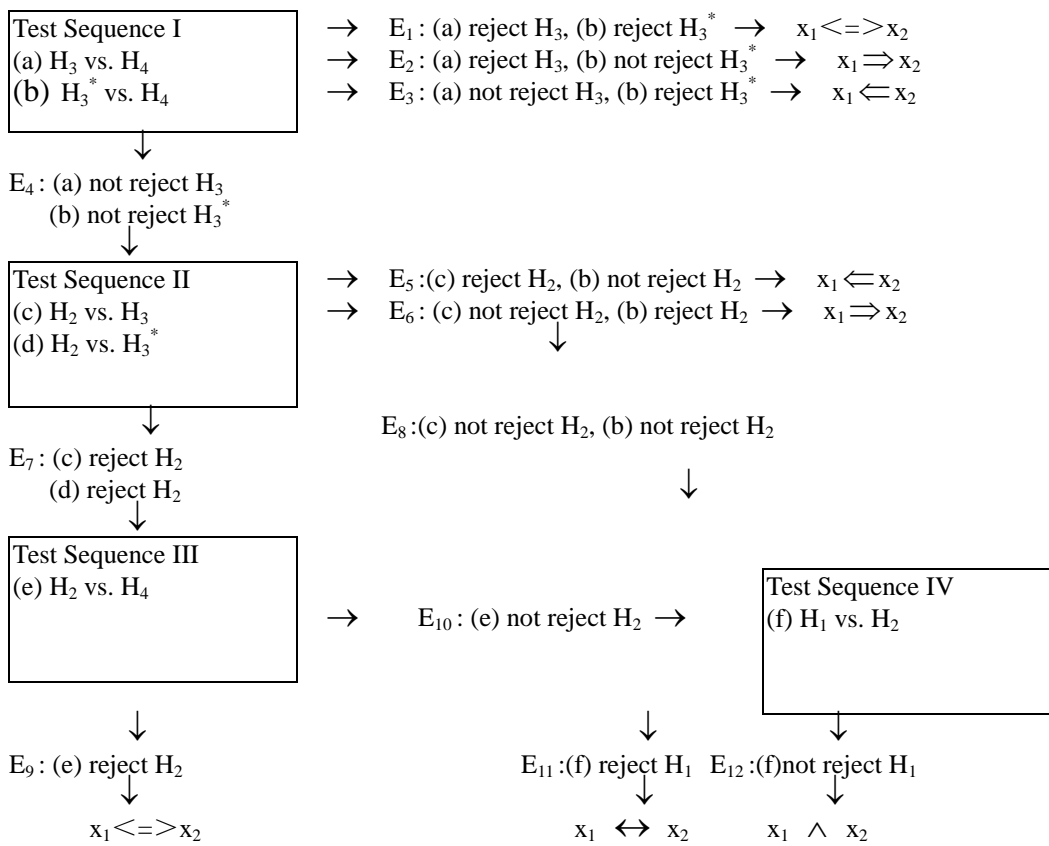 Test Sequence I
(a) H₃ vs. H₄
(b) H₃* vs. H₄
→ E₁: (a) reject H₃, (b) reject H₃* → x₁<=>x₂
→ E₂: (a) reject H₃, (b) not reject H₃* → x₁⇒x₂
→ E₃: (a) not reject H₃, (b) reject H₃* → x₁⇐x₂
↓
E₄: (a) not reject H₃
(b) not reject H₃*
↓
Test Sequence II
(c) H₂ vs. H₃
(d) H₂ vs. H₃*
→ E₅:(c) reject H₂, (b) not reject H₂ → x₁⇐x₂
→ E₆: (c) not reject H₂, (b) reject H₂ → x₁⇒x₂
↓
↓
E₈:(c) not reject H₂, (b) not reject H₂
E₇: (c) reject H₂
(d) reject H₂
↓
↓
Test Sequence III
(e) H₂ vs. H₄
→ E₁₀: (e) not reject H₂ →
Test Sequence IV
(f) H₁ vs. H₂
↓ ↓ ↓
E₉: (e) reject H₂ E₁₁:(f) reject H₁ E₁₂:(f)not reject H₁
↓ ↓ ↓
x₁<=>x₂ x₁ ↔ x₂ x₁ ∧ x₂